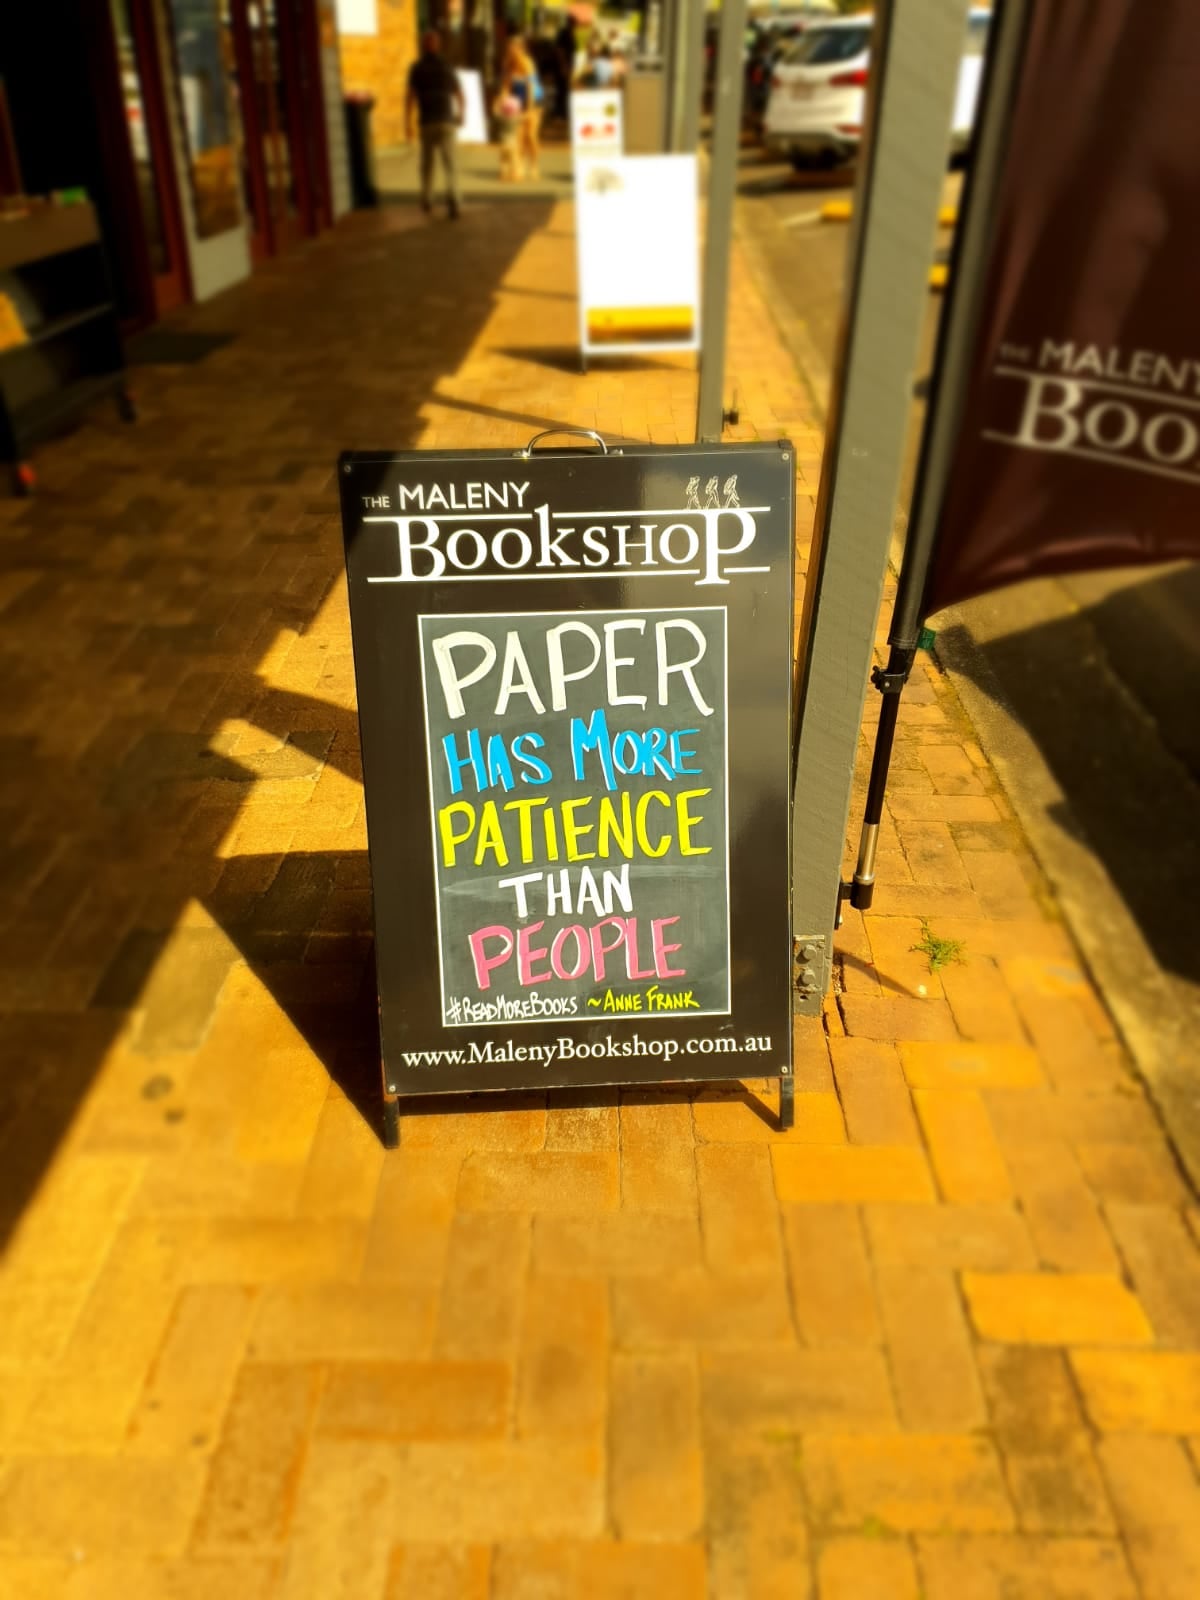 THE MALENY
BOOKSHOP
PAPER
HAS MORE
PATIENCE
THAN
PEOPLE
#READMOREBOOKS ~ANNE FRANK
www.MalenyBookshop.com.au
THE MALENY
BOO